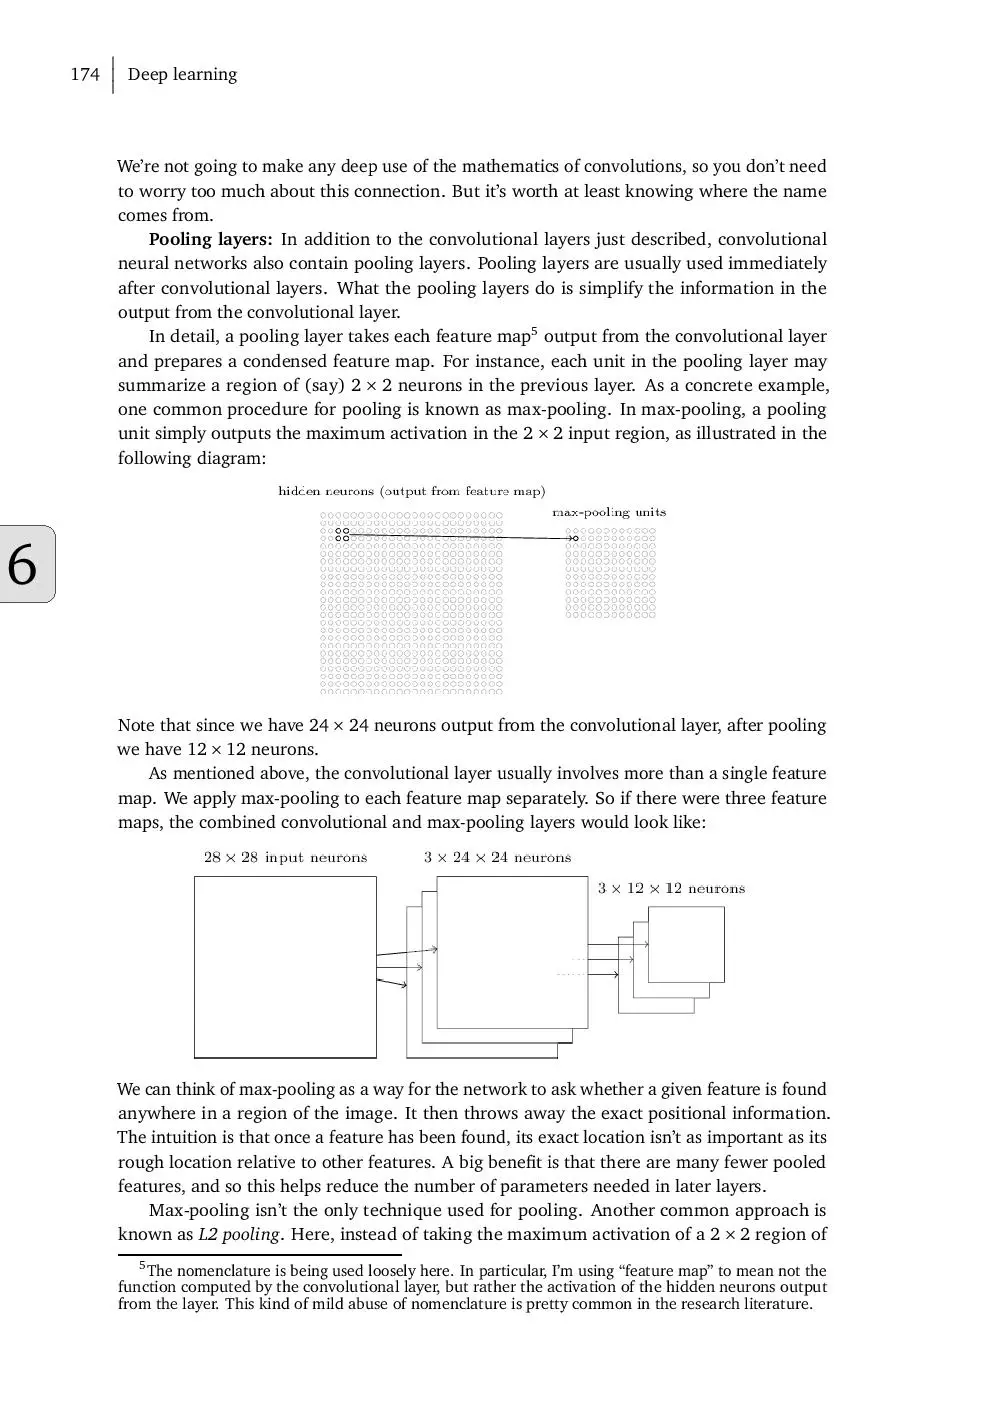 174 Deep learning
We're not going to make any deep use of the mathematics of convolutions, so you don't need
to worry too much about this connection. But it's worth at least knowing where the name
comes from.
Pooling layers: In addition to the convolutional layers just described, convolutional
neural networks also contain pooling layers. Pooling layers are usually used immediately
after convolutional layers. What the pooling layers do is simplify the information in the
output from the convolutional layer.
In detail, a pooling layer takes each feature map⁵ output from the convolutional layer
and prepares a condensed feature map. For instance, each unit in the pooling layer may
summarize a region of (say) 2 × 2 neurons in the previous layer. As a concrete example,
one common procedure for pooling is known as max-pooling. In max-pooling, a pooling
unit simply outputs the maximum activation in the 2 × 2 input region, as illustrated in the
following diagram:
hidden neurons (output from feature map)
max-pooling units
6
Note that since we have 24 × 24 neurons output from the convolutional layer, after pooling
we have 12 × 12 neurons.
As mentioned above, the convolutional layer usually involves more than a single feature
map. We apply max-pooling to each feature map separately. So if there were three feature
maps, the combined convolutional and max-pooling layers would look like:
28 × 28 input neurons
3 × 24 × 24 neurons
3 × 12 × 12 neurons
We can think of max-pooling as a way for the network to ask whether a given feature is found
anywhere in a region of the image. It then throws away the exact positional information.
The intuition is that once a feature has been found, its exact location isn't as important as its
rough location relative to other features. A big benefit is that there are many fewer pooled
features, and so this helps reduce the number of parameters needed in later layers.
Max-pooling isn't the only technique used for pooling. Another common approach is
known as L2 pooling. Here, instead of taking the maximum activation of a 2 × 2 region of
⁵The nomenclature is being used loosely here. In particular, I'm using "feature map" to mean not the
function computed by the convolutional layer, but rather the activation of the hidden neurons output
from the layer. This kind of mild abuse of nomenclature is pretty common in the research literature.